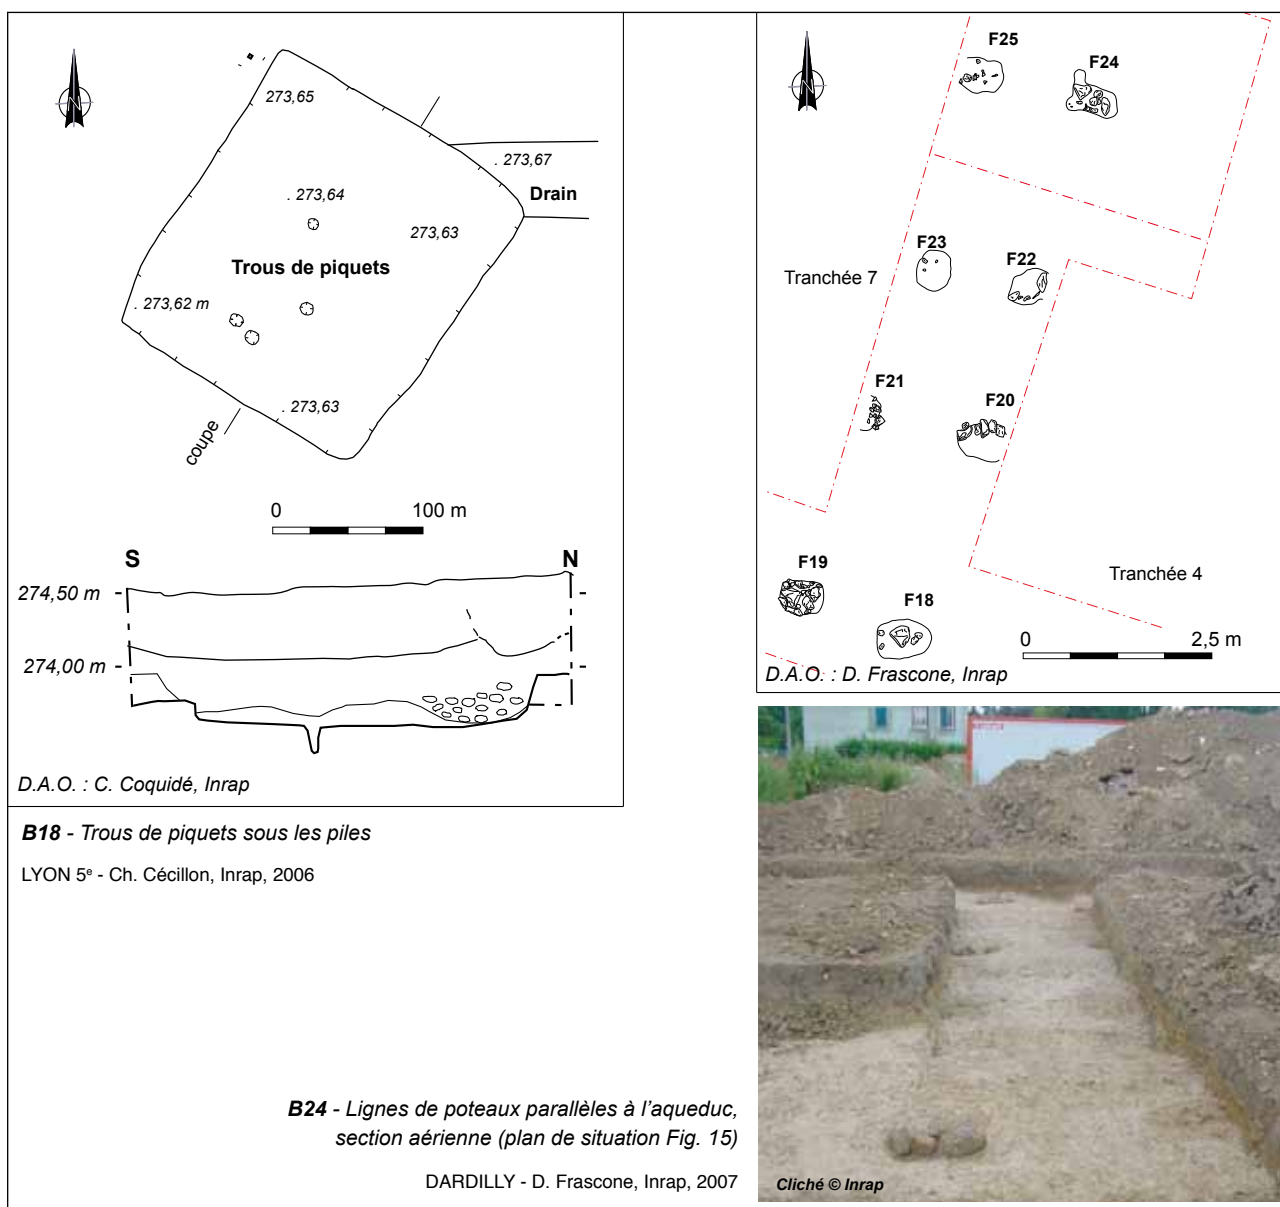 N
273,65
. 273,67
Drain
. 273,64
273,63
Trous de piquets
. 273,62 m
. 273,63
coupe
0 100 m
S N
274,50 m - -
274,00 m - -
D.A.O. : C. Coquidé, Inrap
B18 - Trous de piquets sous les piles
LYON 5e - Ch. Cécillon, Inrap, 2006
N
F25
F24
F23
F22
Tranchée 7
F21
F20
F19
Tranchée 4
F18
0 2,5 m
D.A.O. : D. Frascone, Inrap
B24 - Lignes de poteaux parallèles à l'aqueduc,
section aérienne (plan de situation Fig. 15)
DARDILLY - D. Frascone, Inrap, 2007
Cliché © Inrap